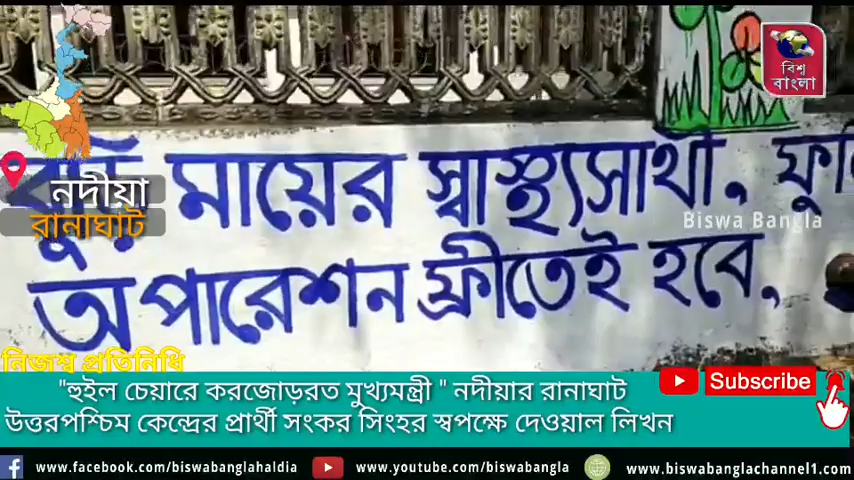 বিশ্ব
বাংলা
বুড়ি মায়ের স্বাস্থ্যসাথী, ফুলি
অপারেশন ফ্রীতেই হবে,
নদীয়া
রানাঘাট
Biswa Bangla
নিজস্ব প্রতিনিধি
"হুইল চেয়ারে করজোড়রত মুখ্যমন্ত্রী " নদীয়ার রানাঘাট
উত্তরপশ্চিম কেন্দ্রের প্রার্থী সংকর সিংহর স্বপক্ষে দেওয়াল লিখন
Subscribe
www.facebook.com/biswabanglahaldia www.youtube.com/biswabangla www.biswabanglachannel1.com